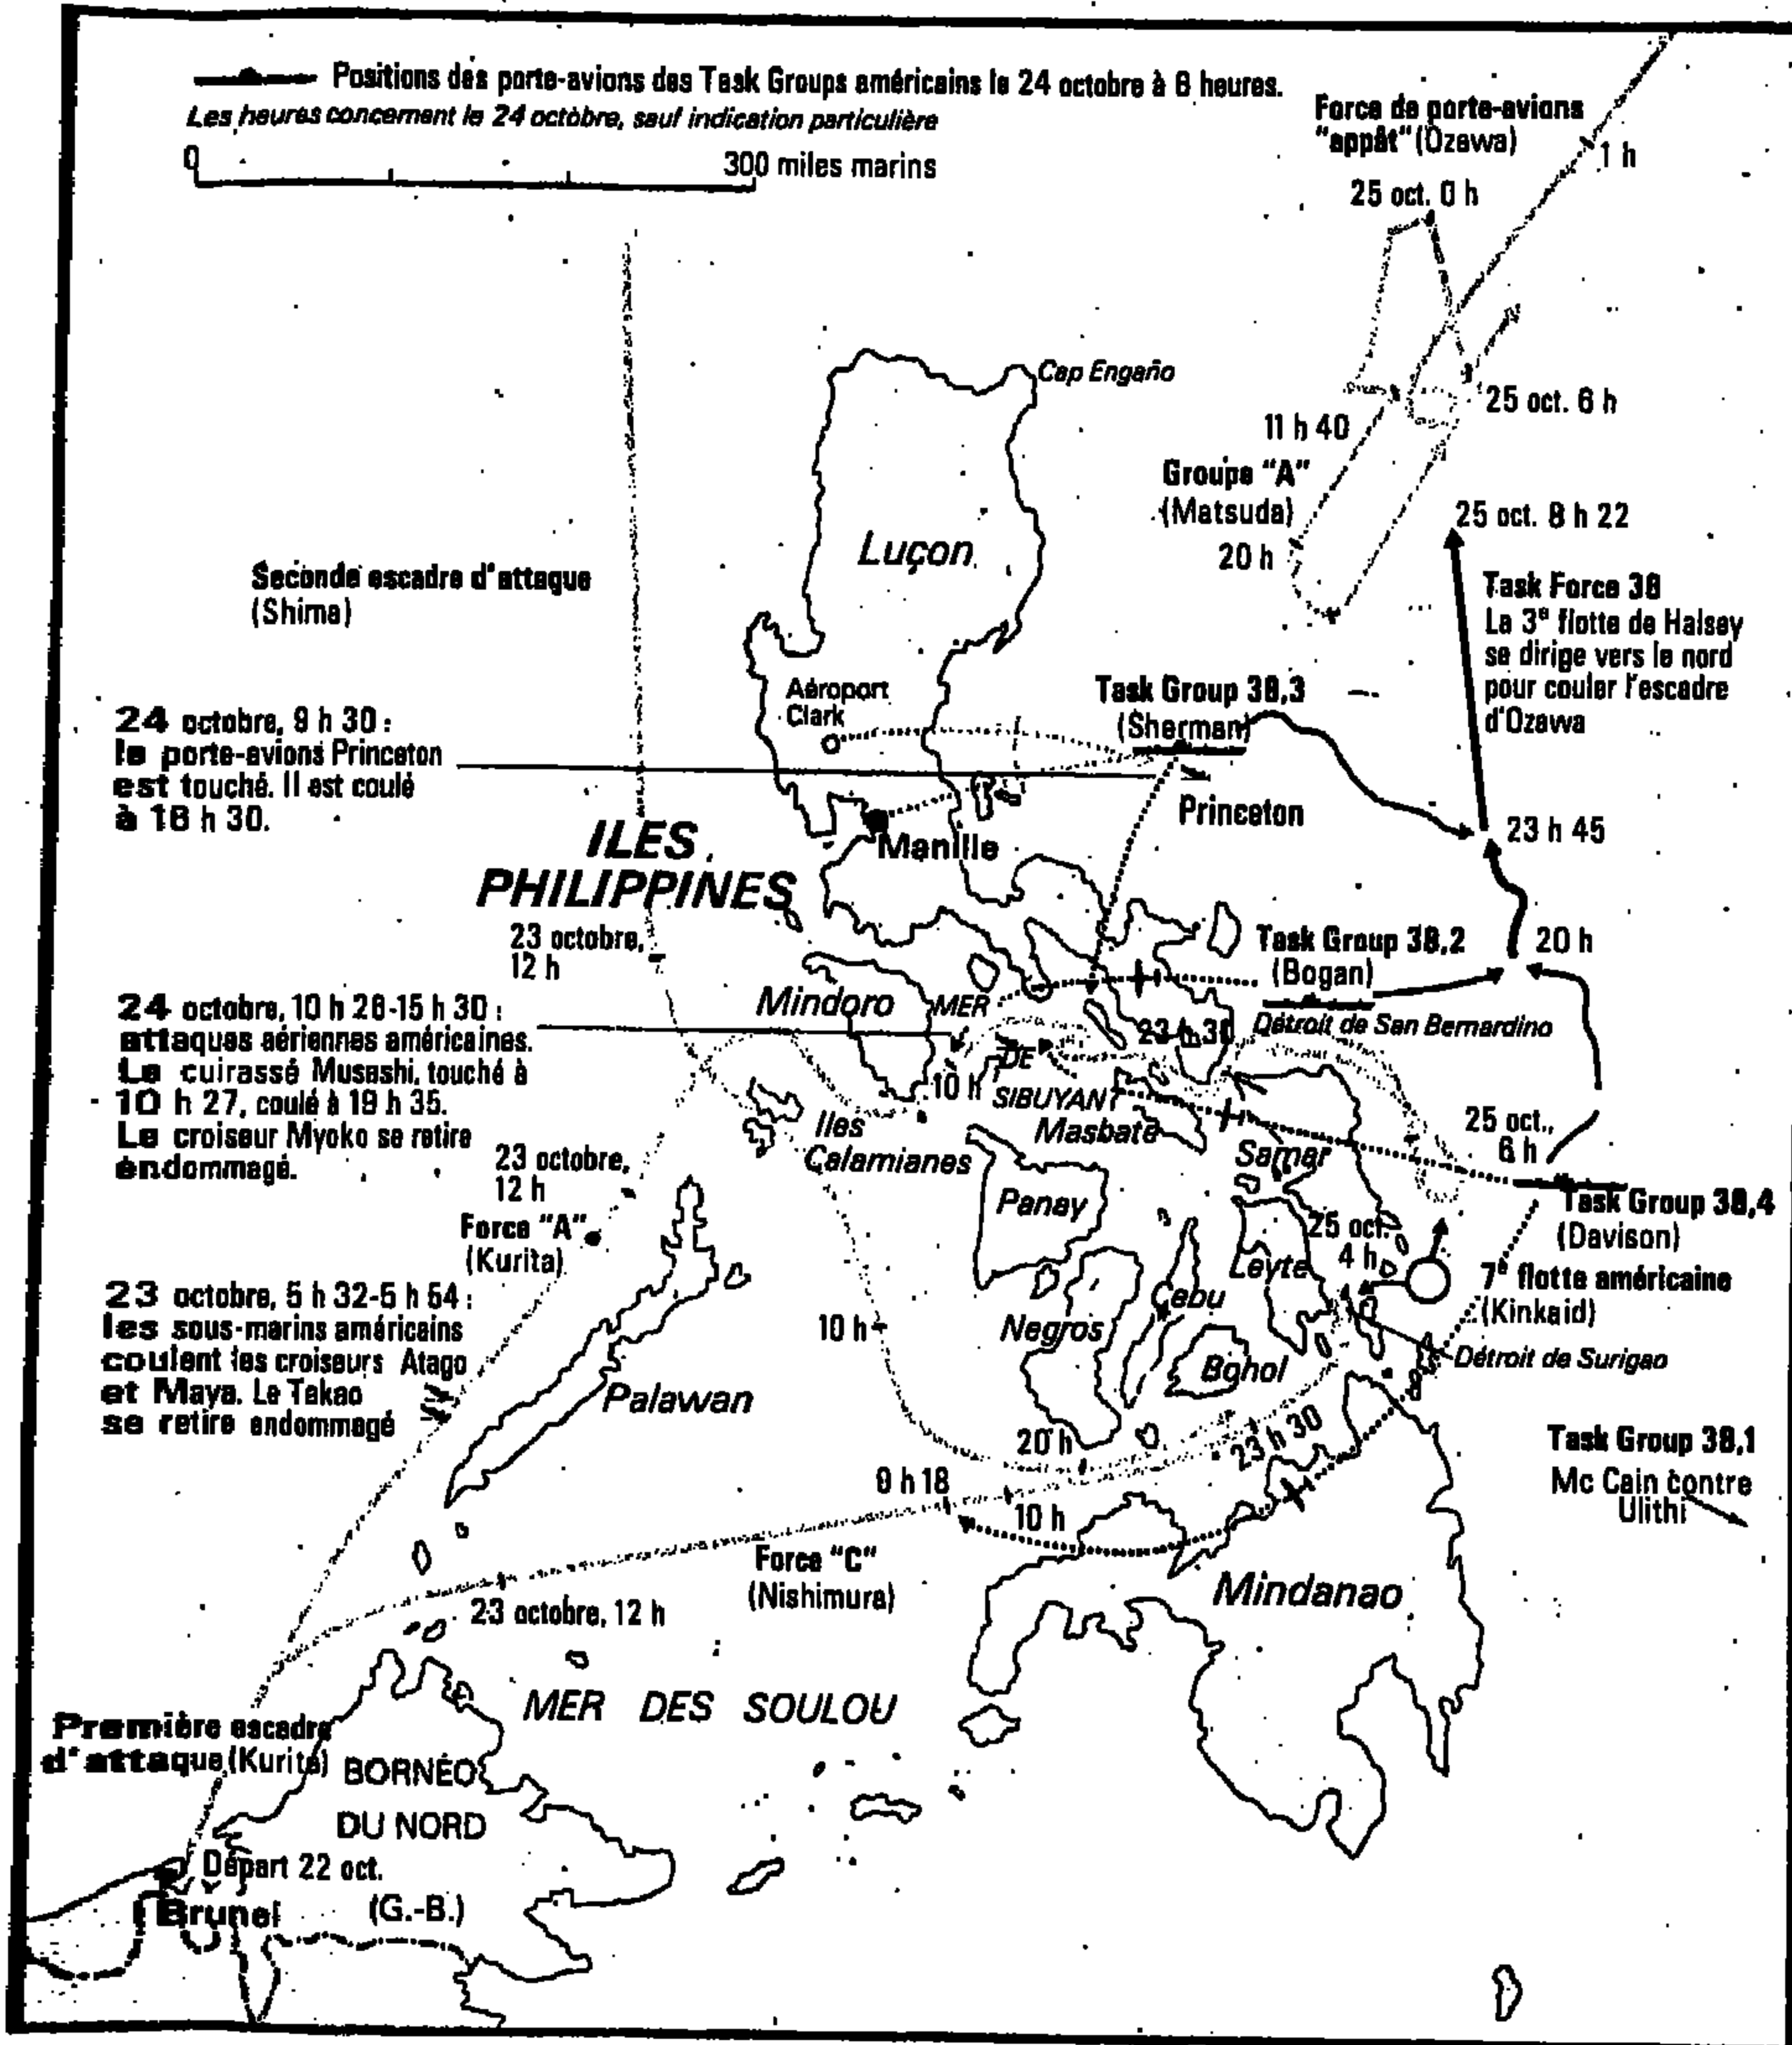 Positions des porte-avions des Task Groups américains le 24 octobre à 6 heures.
Les heures concernent le 24 octobre, sauf indication particulière
0
300 miles marins
Force de porte-avions
"appât" (Ozawa)
1 h
25 oct. 0 h
Cap Engaño
25 oct. 6 h
11 h 40
Groupe "A"
(Matsuda)
20 h
25 oct. 8 h 22
Luçon
Seconde escadre d'attaque
(Shima)
Task Force 38
La 3e flotte de Halsey
se dirige vers le nord
pour couler l'escadre
d'Ozawa
Aéroport
Clark
Task Group 38,3
(Sherman)
24 octobre, 9 h 30 :
le porte-avions Princeton
est touché. Il est coulé
à 18 h 30.
Princeton
23 h 45
ILES
PHILIPPINES
Manille
23 octobre,
12 h
Task Group 38,2
(Bogan)
20 h
24 octobre, 10 h 26-15 h 30 :
attaques aériennes américaines.
Le cuirassé Musashi, touché à
10 h 27, coulé à 19 h 35.
Le croiseur Myoko se retire
endommagé.
Mindoro
MER
DE
SIBUYANT
23 h 30
Détroit de San Bernardino
10 h
Iles
Calamianes
Masbate
Samar
25 oct.,
6 h
23 octobre,
12 h
Force "A"
(Kurita)
Panay
Task Group 38,4
(Davison)
25 oct.
4 h
Leyte
7e flotte américaine
(Kinkaid)
23 octobre, 5 h 32-5 h 54 :
les sous-marins américains
coulent les croiseurs Atago
et Maya. Le Takao
se retire endommagé
10 h
Negros
Cebu
Bohol
Détroit de Surigao
Palawan
20 h
23 h 30
Task Group 38,1
Mc Cain contre
Ulithi
9 h 18
10 h
Force "C"
(Nishimura)
23 octobre, 12 h
Mindanao
MER DES SOULOU
Première escadre
d'attaque (Kurita)
BORNÉO
DU NORD
Départ 22 oct.
Brunei
(G.-B.)